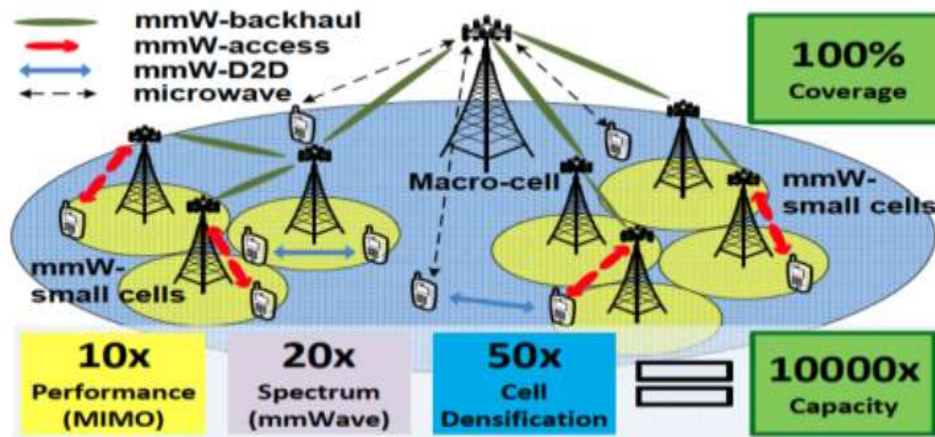 mmW-backhaul
mmW-access
mmW-D2D
microwave
100%
Coverage
Macro-cell
mmW-
small cells
mmW-
small cells
10x
Performance
(MIMO)
20x
Spectrum
(mmWave)
50x
Cell
Densification
10000x
Capacity